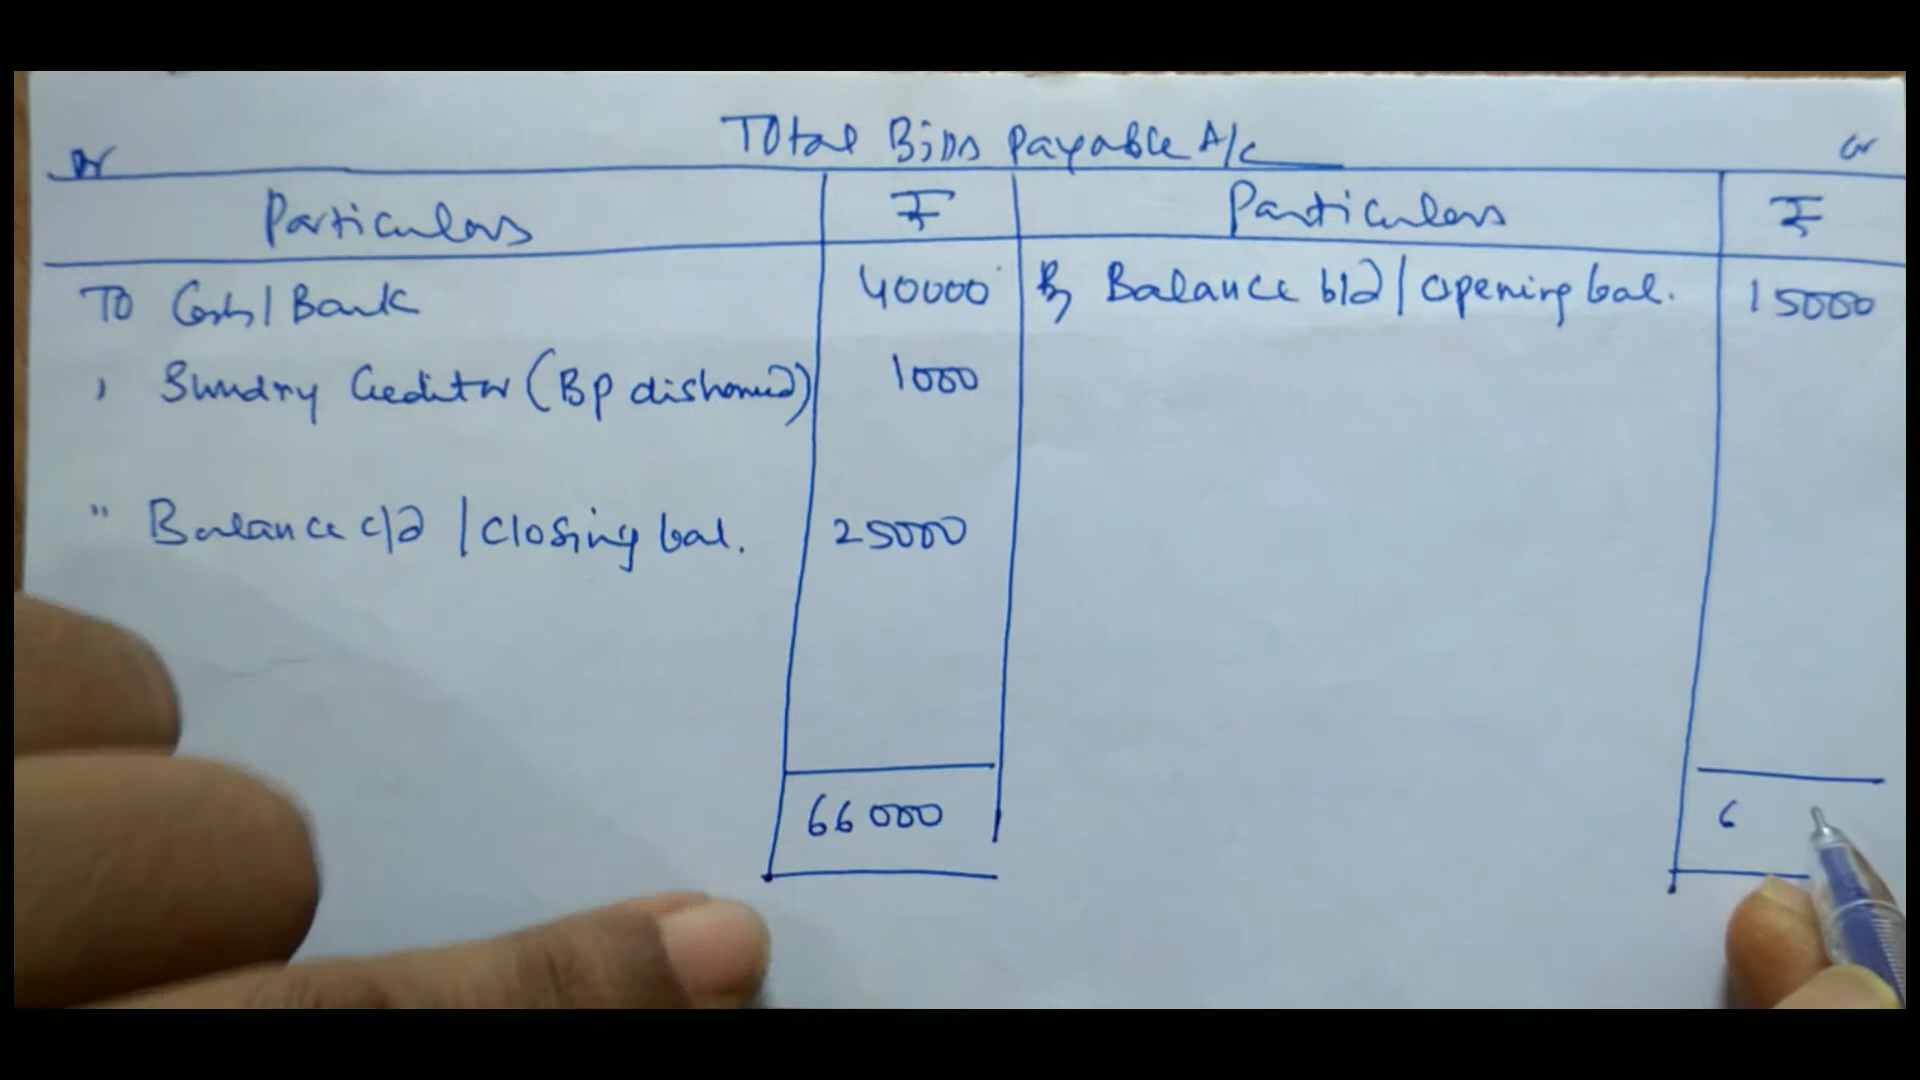 Total Bills Payable A/c
Dr Cr
Particulars ₹ Particulars ₹
To Cash/Bank 40000 By Balance b/d / opening bal. 15000
" Sundry Creditor (BP dishonoured) 1000
" Balance c/d / closing bal. 25000
66000 6